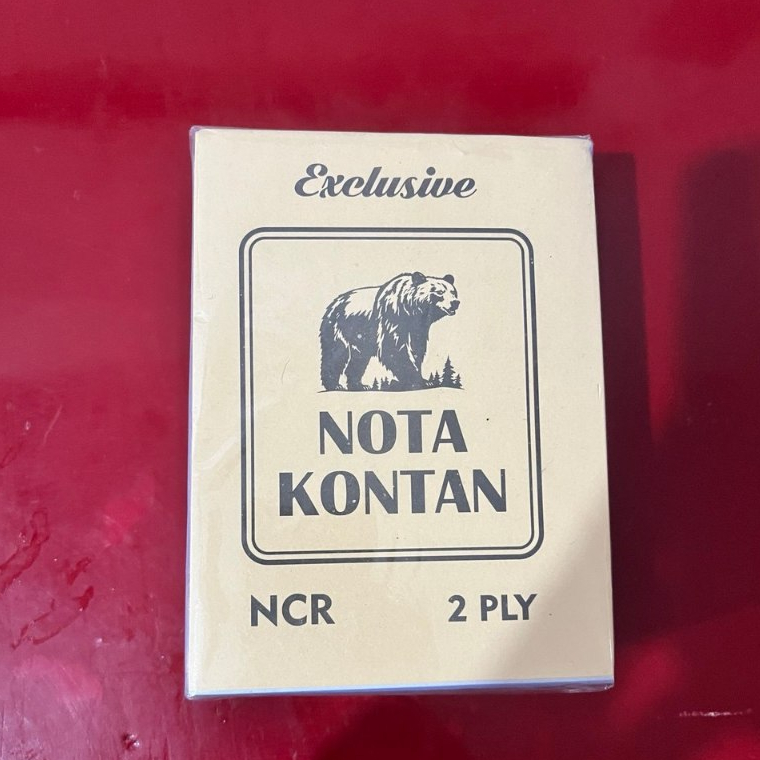 Exclusive
NOTA
KONTAN
NCR 2 PLY